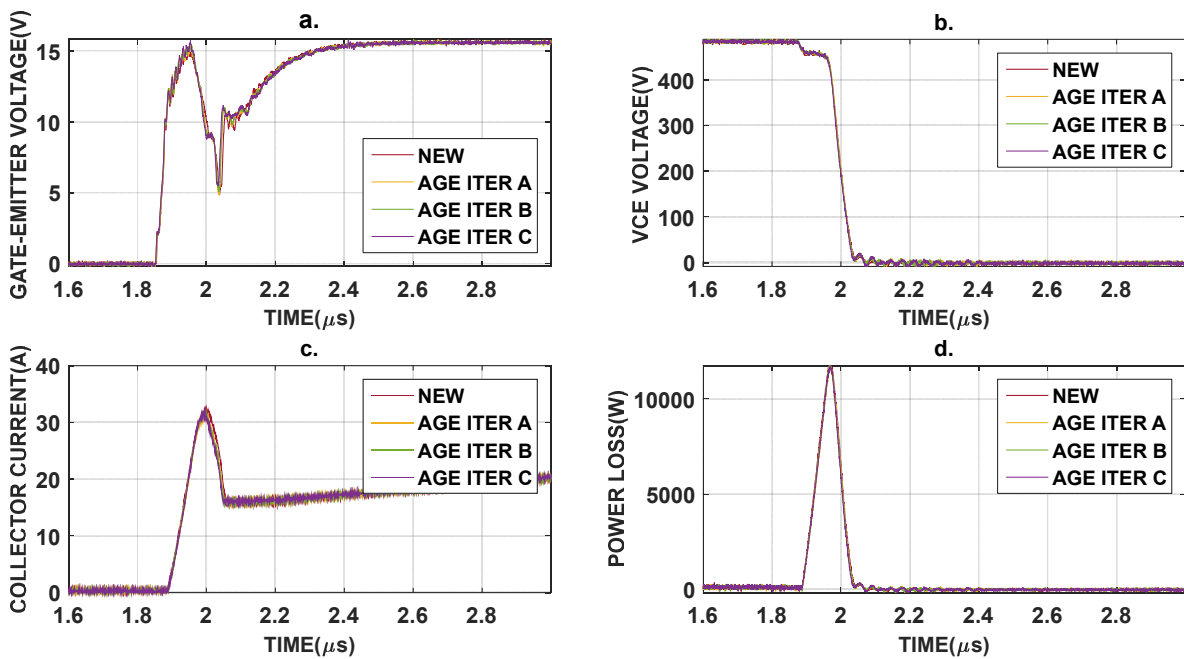 a.
GATE-EMITTER VOLTAGE(V)
15
10
5
0
NEW
AGE ITER A
AGE ITER B
AGE ITER C
1.6 1.8 2 2.2 2.4 2.6 2.8
TIME(μs)
b.
VCE VOLTAGE(V)
400
300
200
100
0
NEW
AGE ITER A
AGE ITER B
AGE ITER C
1.6 1.8 2 2.2 2.4 2.6 2.8
TIME(μs)
c.
COLLECTOR CURRENT(A)
40
30
20
10
0
NEW
AGE ITER A
AGE ITER B
AGE ITER C
1.6 1.8 2 2.2 2.4 2.6 2.8
TIME(μs)
d.
POWER LOSS(W)
10000
5000
0
NEW
AGE ITER A
AGE ITER B
AGE ITER C
1.6 1.8 2 2.2 2.4 2.6 2.8
TIME(μs)